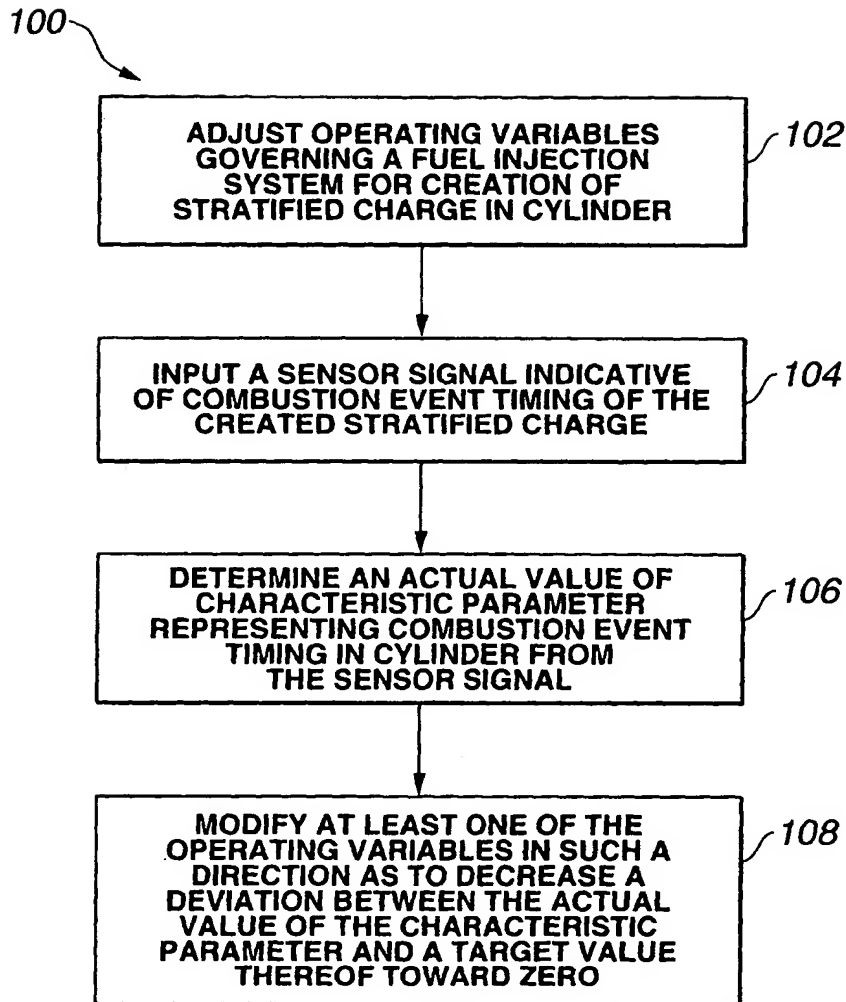 100
ADJUST OPERATING VARIABLES
GOVERNING A FUEL INJECTION
SYSTEM FOR CREATION OF
STRATIFIED CHARGE IN CYLINDER
102
INPUT A SENSOR SIGNAL INDICATIVE
OF COMBUSTION EVENT TIMING OF THE
CREATED STRATIFIED CHARGE
104
DETERMINE AN ACTUAL VALUE OF
CHARACTERISTIC PARAMETER
REPRESENTING COMBUSTION EVENT
TIMING IN CYLINDER FROM
THE SENSOR SIGNAL
106
MODIFY AT LEAST ONE OF THE
OPERATING VARIABLES IN SUCH A
DIRECTION AS TO DECREASE A
DEVIATION BETWEEN THE ACTUAL
VALUE OF THE CHARACTERISTIC
PARAMETER AND A TARGET VALUE
THEREOF TOWARD ZERO
108